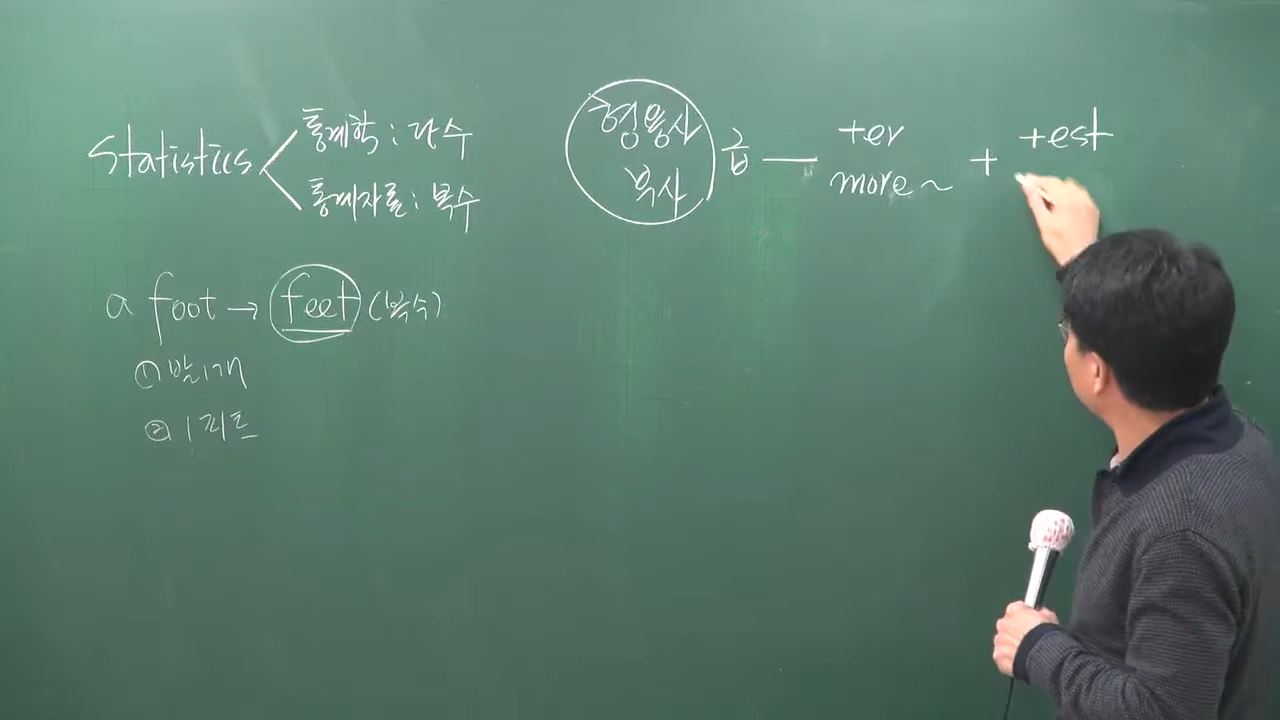 statistics
통계학 : 단수
통계자료 : 복수
a foot → feet (복수)
① 발 1개
② 1 피트
형용사
부사
급 — +er + +est
more ~